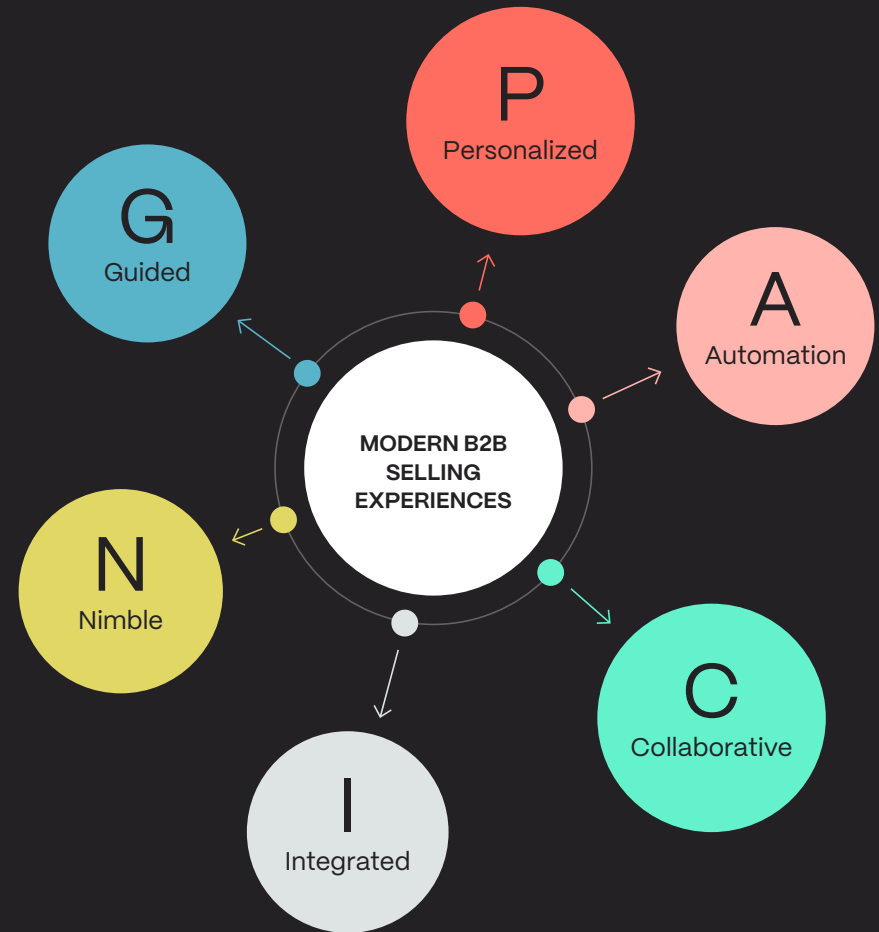 P
Personalized
A
Automation
C
Collaborative
I
Integrated
N
Nimble
G
Guided
MODERN B2B
SELLING
EXPERIENCES